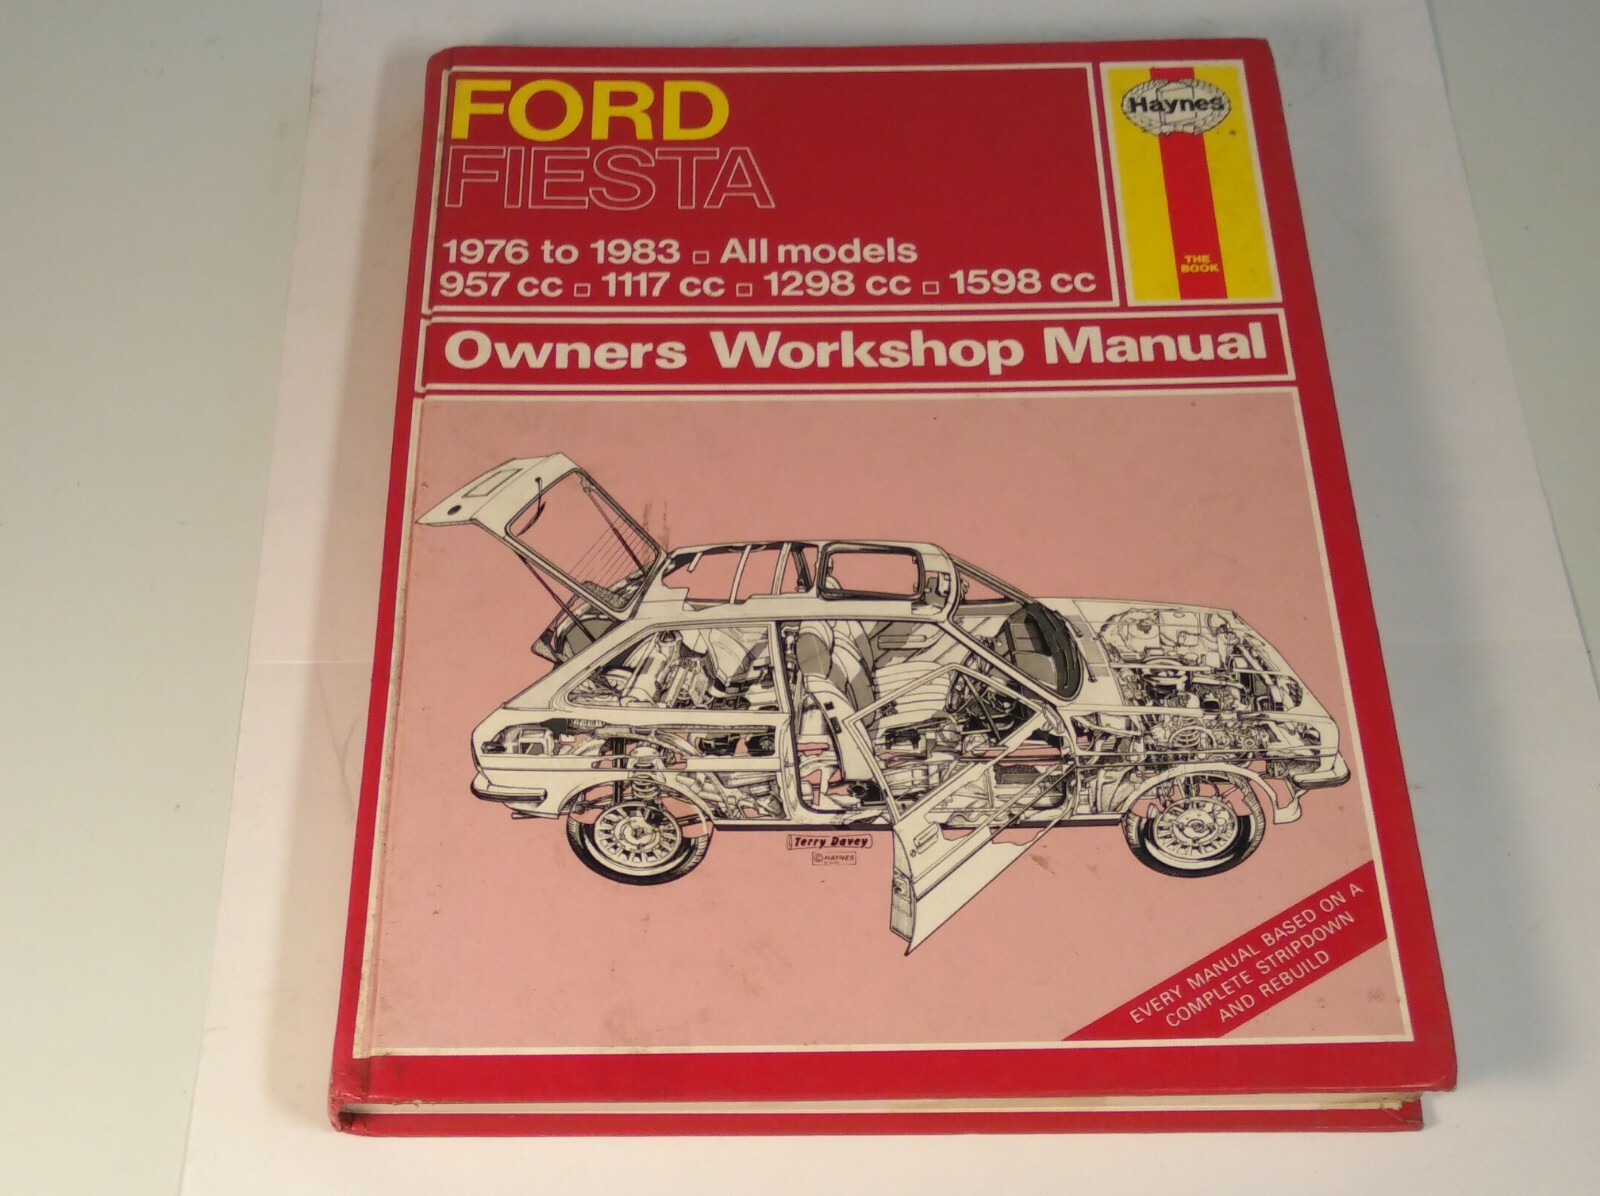 FORD
FIESTA
1976 to 1983 □ All models
957 cc □ 1117 cc □ 1298 cc □ 1598 cc
Haynes
THE
BOOK
Owners Workshop Manual
Terry Davey
© HAYNES
EVERY MANUAL BASED ON A
COMPLETE STRIPDOWN
AND REBUILD